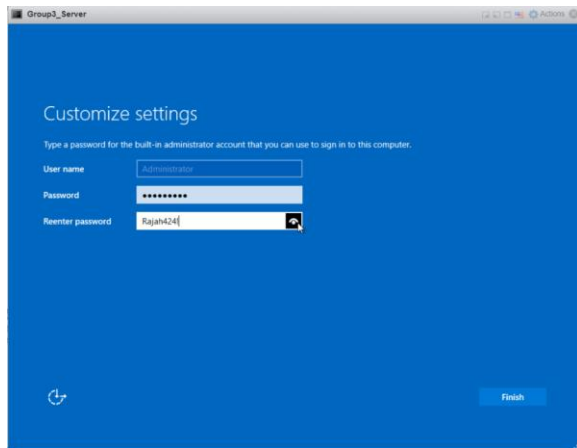 Group3_Server
Actions
Customize settings
Type a password for the built-in administrator account that you can use to sign in to this computer.
User name
Administrator
Password
●●●●●●●●●
Reenter password
Rajah424!
Finish